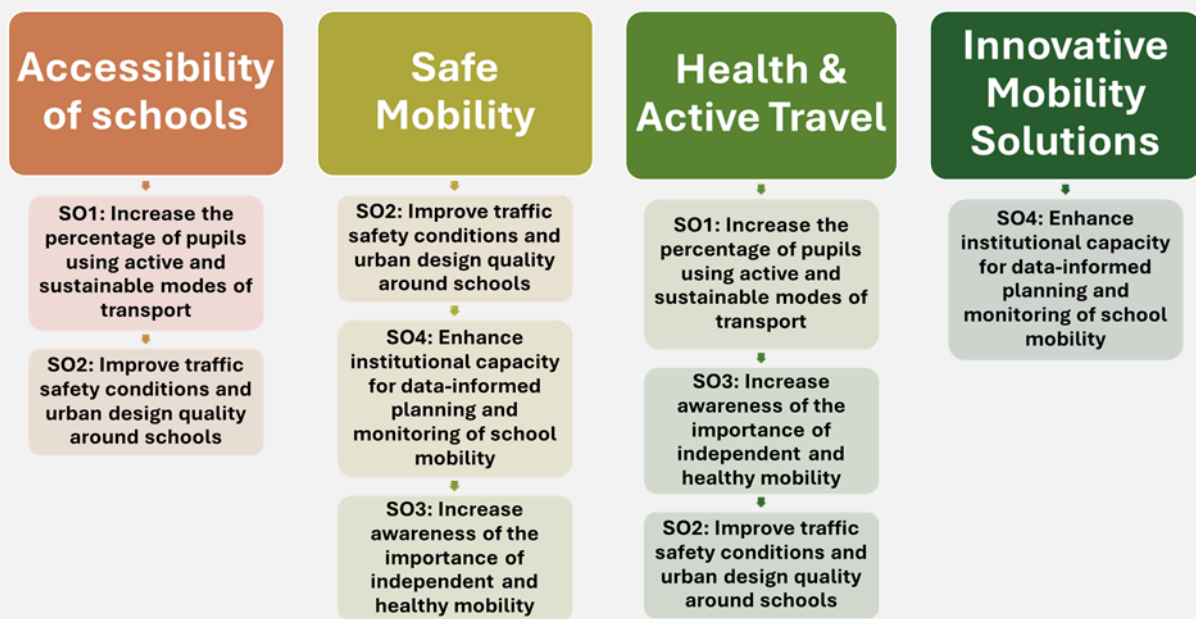 Accessibility
of schools
SO1: Increase the
percentage of pupils
using active and
sustainable modes of
transport
SO2: Improve traffic
safety conditions and
urban design quality
around schools
Safe
Mobility
SO2: Improve traffic
safety conditions and
urban design quality
around schools
SO4: Enhance
institutional capacity
for data-informed
planning and
monitoring of school
mobility
SO3: Increase
awareness of the
importance of
independent and
healthy mobility
Health &
Active Travel
SO1: Increase the
percentage of pupils
using active and
sustainable modes of
transport
SO3: Increase
awareness of the
importance of
independent and
healthy mobility
SO2: Improve traffic
safety conditions and
urban design quality
around schools
Innovative
Mobility
Solutions
SO4: Enhance
institutional capacity
for data-informed
planning and
monitoring of school
mobility